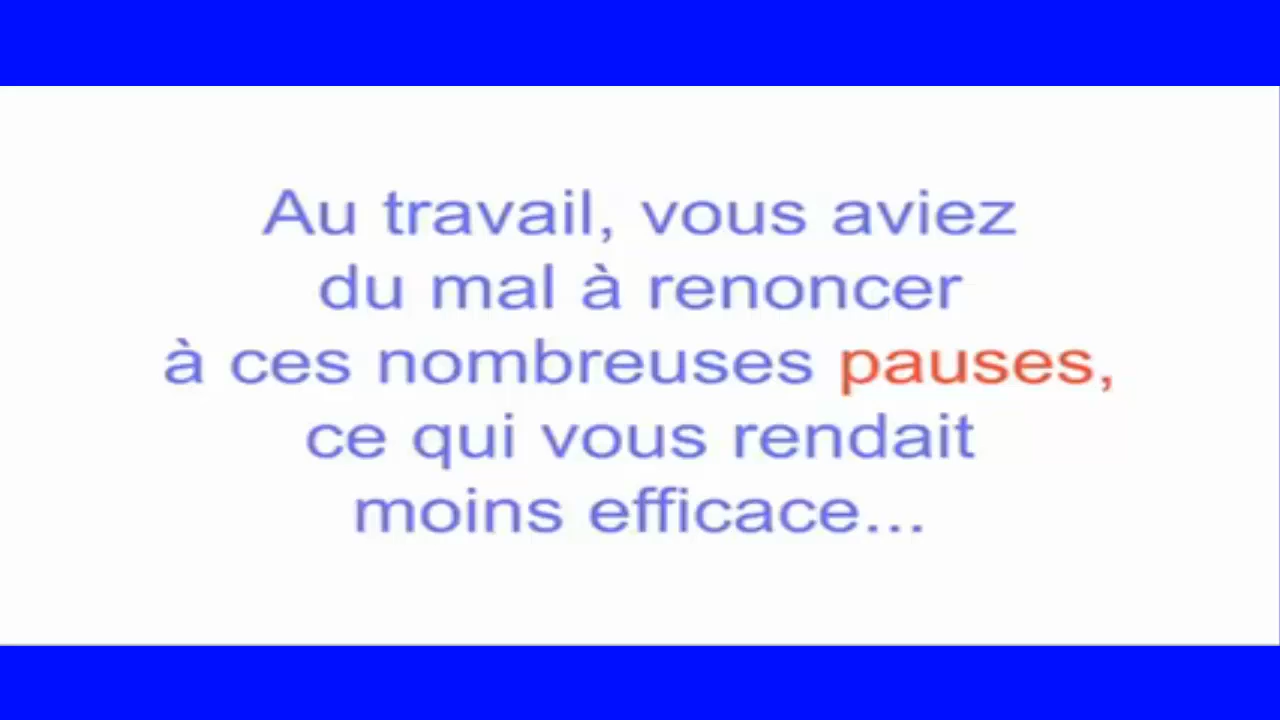 Au travail, vous aviez
du mal à renoncer
à ces nombreuses pauses,
ce qui vous rendait
moins efficace...